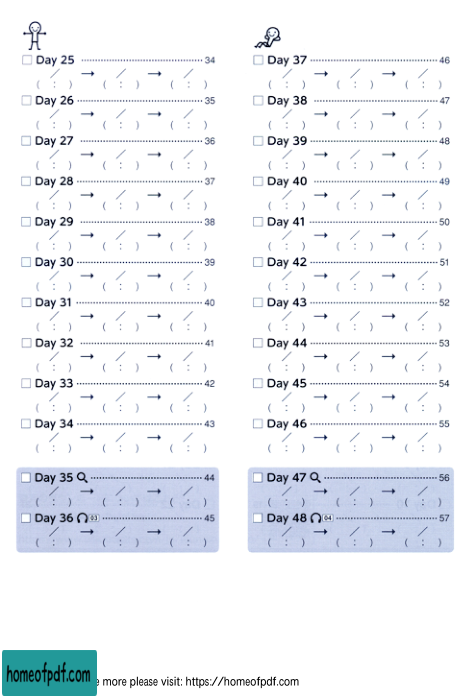 Day 25 ........ 34
/ → / → /
( : ) ( : ) ( : )
Day 26 ........ 35
/ → / → /
( : ) ( : ) ( : )
Day 27 ........ 36
/ → / → /
( : ) ( : ) ( : )
Day 28 ........ 37
/ → / → /
( : ) ( : ) ( : )
Day 29 ........ 38
/ → / → /
( : ) ( : ) ( : )
Day 30 ........ 39
/ → / → /
( : ) ( : ) ( : )
Day 31 ........ 40
/ → / → /
( : ) ( : ) ( : )
Day 32 ........ 41
/ → / → /
( : ) ( : ) ( : )
Day 33 ........ 42
/ → / → /
( : ) ( : ) ( : )
Day 34 ........ 43
/ → / → /
( : ) ( : ) ( : )
Day 35 ........ 44
/ → / → /
( : ) ( : ) ( : )
Day 36 03 ........ 45
/ → / → /
( : ) ( : ) ( : )
Day 37 ........ 46
/ → / → /
( : ) ( : ) ( : )
Day 38 ........ 47
/ → / → /
( : ) ( : ) ( : )
Day 39 ........ 48
/ → / → /
( : ) ( : ) ( : )
Day 40 ........ 49
/ → / → /
( : ) ( : ) ( : )
Day 41 ........ 50
/ → / → /
( : ) ( : ) ( : )
Day 42 ........ 51
/ → / → /
( : ) ( : ) ( : )
Day 43 ........ 52
/ → / → /
( : ) ( : ) ( : )
Day 44 ........ 53
/ → / → /
( : ) ( : ) ( : )
Day 45 ........ 54
/ → / → /
( : ) ( : ) ( : )
Day 46 ........ 55
/ → / → /
( : ) ( : ) ( : )
Day 47 ........ 56
/ → / → /
( : ) ( : ) ( : )
Day 48 04 ........ 57
/ → / → /
( : ) ( : ) ( : )
homeofpdf.com
e more please visit: https://homeofpdf.com